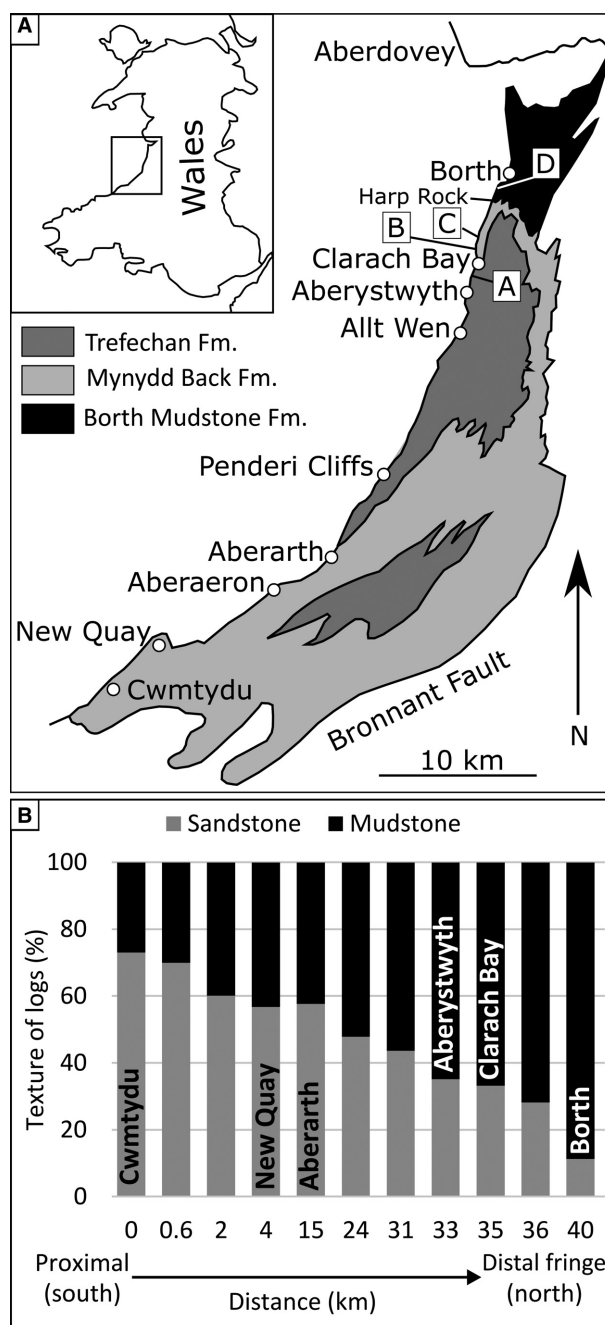 A
Wales
Aberdovey
Borth
D
Harp Rock
B
C
Clarach Bay
A
Aberystwyth
Allt Wen
Trefechan Fm.
Mynydd Back Fm.
Borth Mudstone Fm.
Penderi Cliffs
Aberarth
Aberaeron
New Quay
Cwmtydu
Bronnant Fault
10 km
N
B
Sandstone Mudstone
Texture of logs (%)
100
80
60
40
20
0
Cwmtydu
New Quay
Aberarth
Aberystwyth
Clarach Bay
Borth
0 0.6 2 4 15 24 31 33 35 36 40
Proximal
(south)
Distance (km)
Distal fringe
(north)